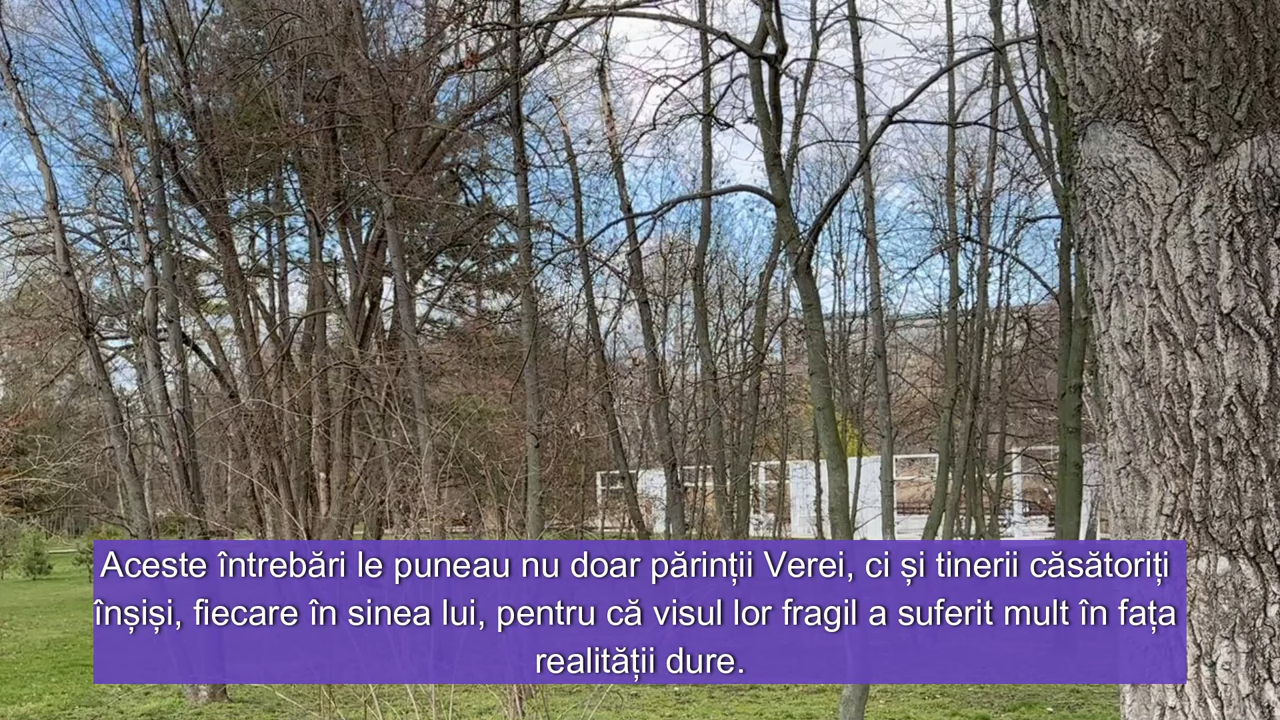 Aceste întrebări le puneau nu doar părinții Verei, ci și tinerii căsătoriți
înșiși, fiecare în sinea lui, pentru că visul lor fragil a suferit mult în fața
realității dure.